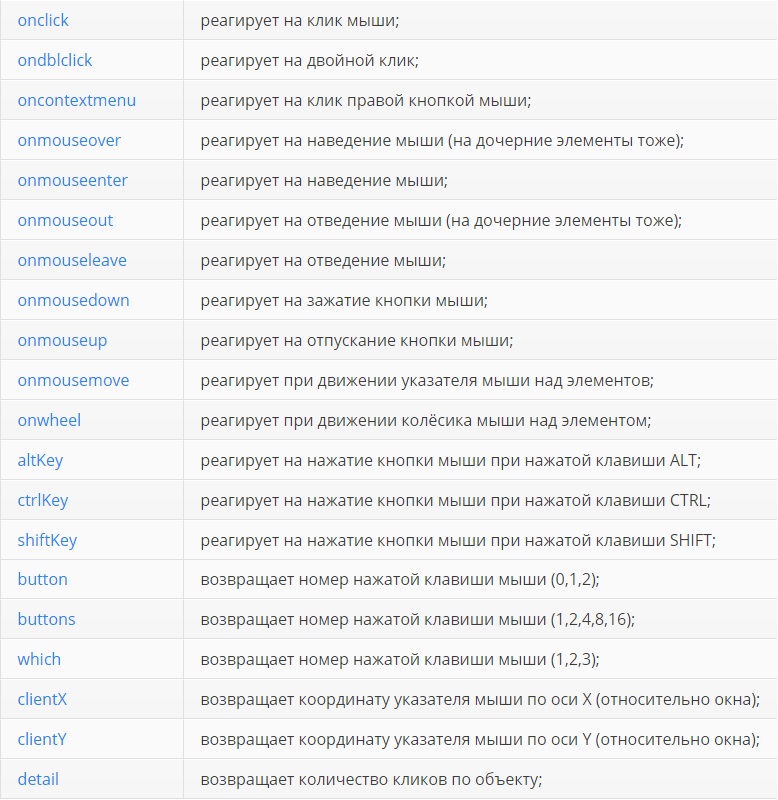 onclick реагирует на клик мыши;
ondblclick реагирует на двойной клик;
oncontextmenu реагирует на клик правой кнопкой мыши;
onmouseover реагирует на наведение мыши (на дочерние элементы тоже);
onmouseenter реагирует на наведение мыши;
onmouseout реагирует на отведение мыши (на дочерние элементы тоже);
onmouseleave реагирует на отведение мыши;
onmousedown реагирует на зажатие кнопки мыши;
onmouseup реагирует на отпускание кнопки мыши;
onmousemove реагирует при движении указателя мыши над элементов;
onwheel реагирует при движении колёсика мыши над элементом;
altKey реагирует на нажатие кнопки мыши при нажатой клавиши ALT;
ctrlKey реагирует на нажатие кнопки мыши при нажатой клавиши CTRL;
shiftKey реагирует на нажатие кнопки мыши при нажатой клавиши SHIFT;
button возвращает номер нажатой клавиши мыши (0,1,2);
buttons возвращает номер нажатой клавиши мыши (1,2,4,8,16);
which возвращает номер нажатой клавиши мыши (1,2,3);
clientX возвращает координату указателя мыши по оси X (относительно окна);
clientY возвращает координату указателя мыши по оси Y (относительно окна);
detail возвращает количество кликов по объекту;